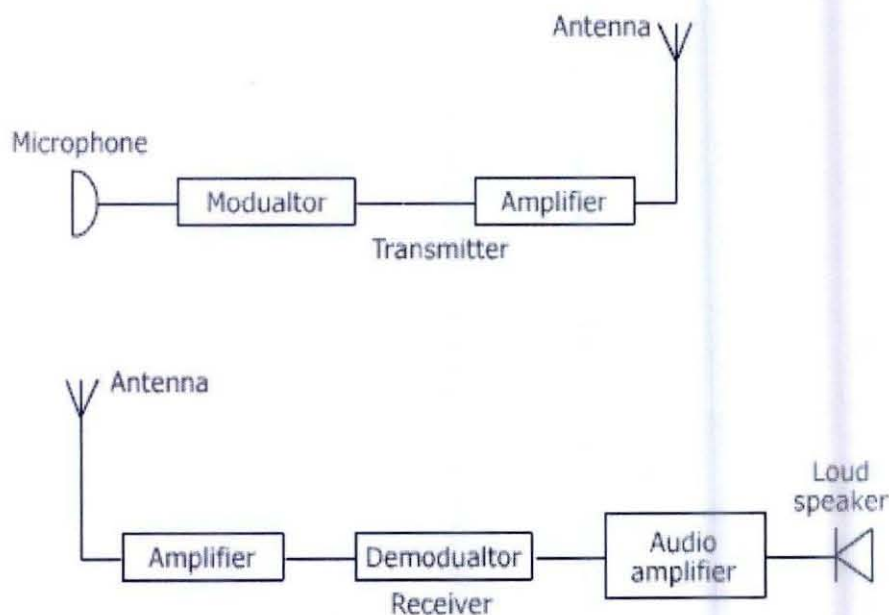 Antenna
Microphone
Modualtor
Amplifier
Transmitter
Antenna
Loud
speaker
Amplifier
Demodualtor
Audio
amplifier
Receiver